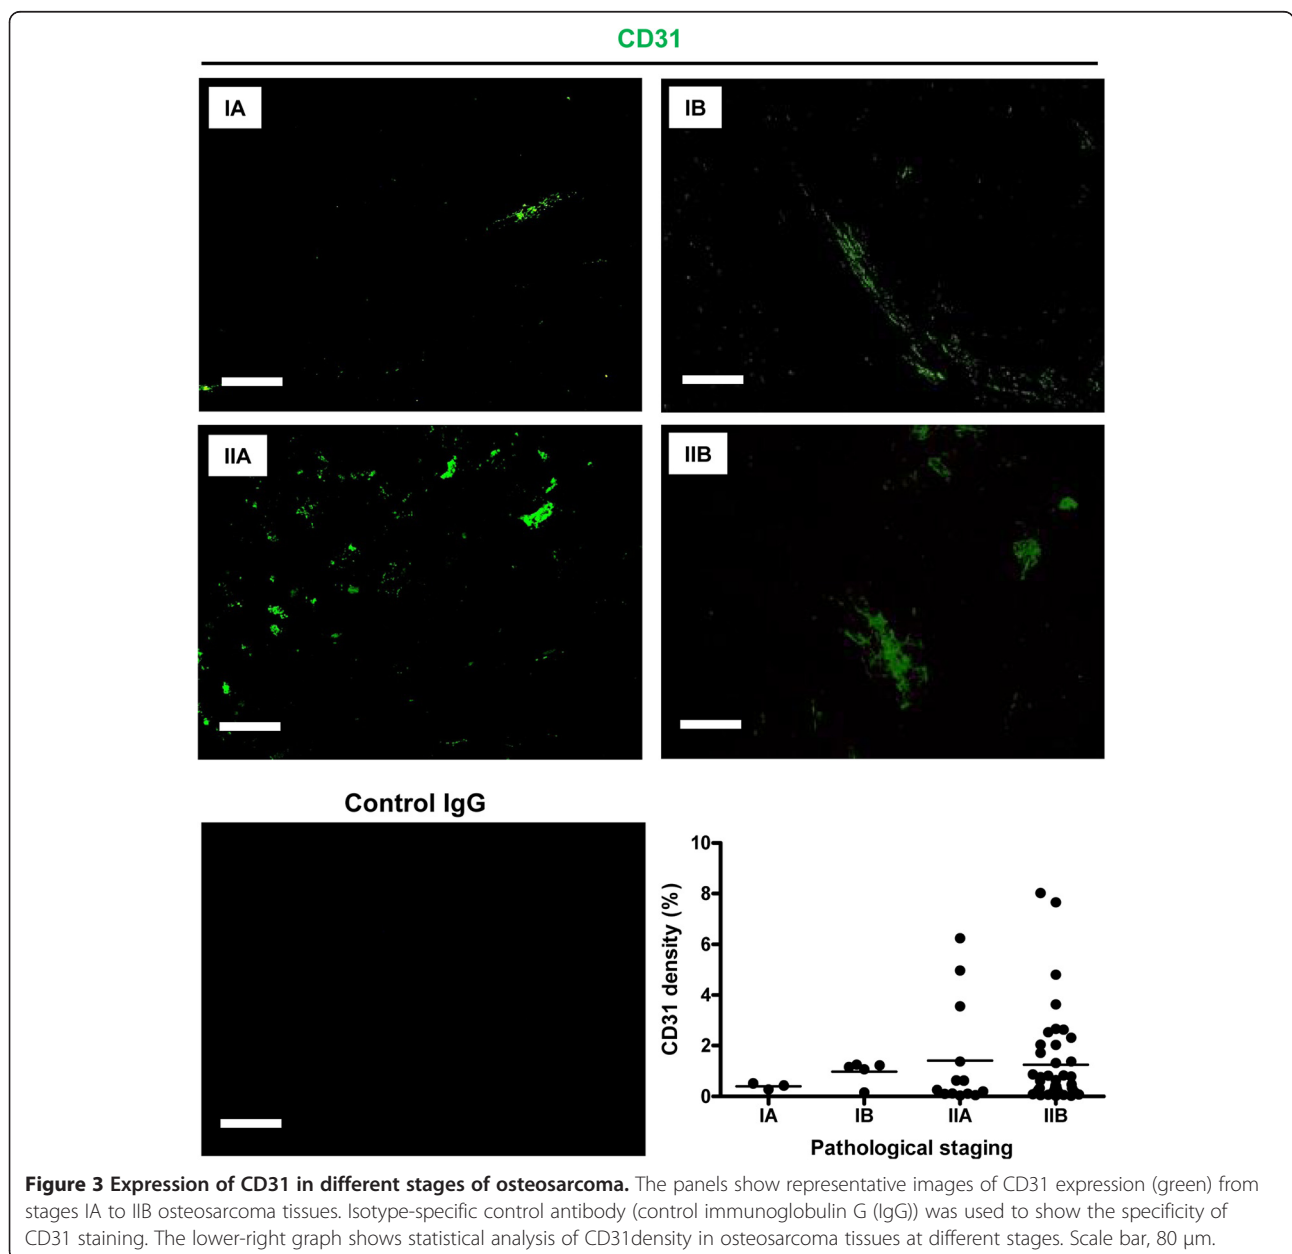 CD31
IA
IB
IIA
IIB
Control IgG
10
8
6
4
2
0
CD31 density (%)
IA
IB
IIA
IIB
Pathological staging
Figure 3 Expression of CD31 in different stages of osteosarcoma. The panels show representative images of CD31 expression (green) from
stages IA to IIB osteosarcoma tissues. Isotype-specific control antibody (control immunoglobulin G (IgG)) was used to show the specificity of
CD31 staining. The lower-right graph shows statistical analysis of CD31density in osteosarcoma tissues at different stages. Scale bar, 80 μm.